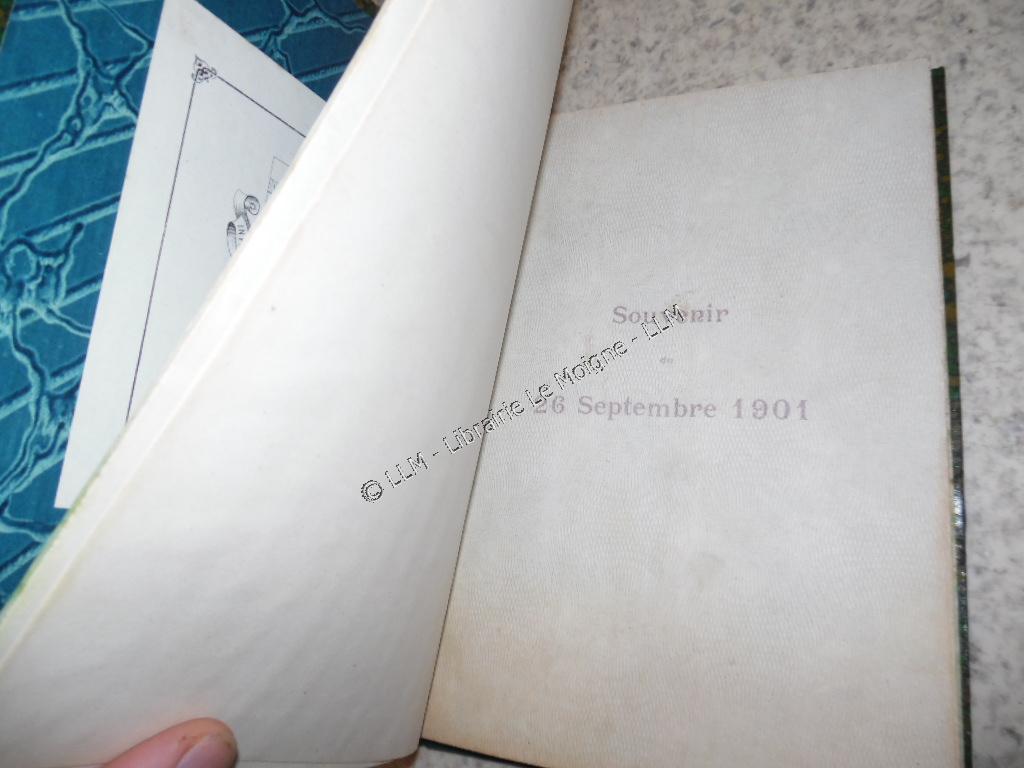 Souvenir
du
26 Septembre 1901
© LLM - Librairie Le Moigne - LLM